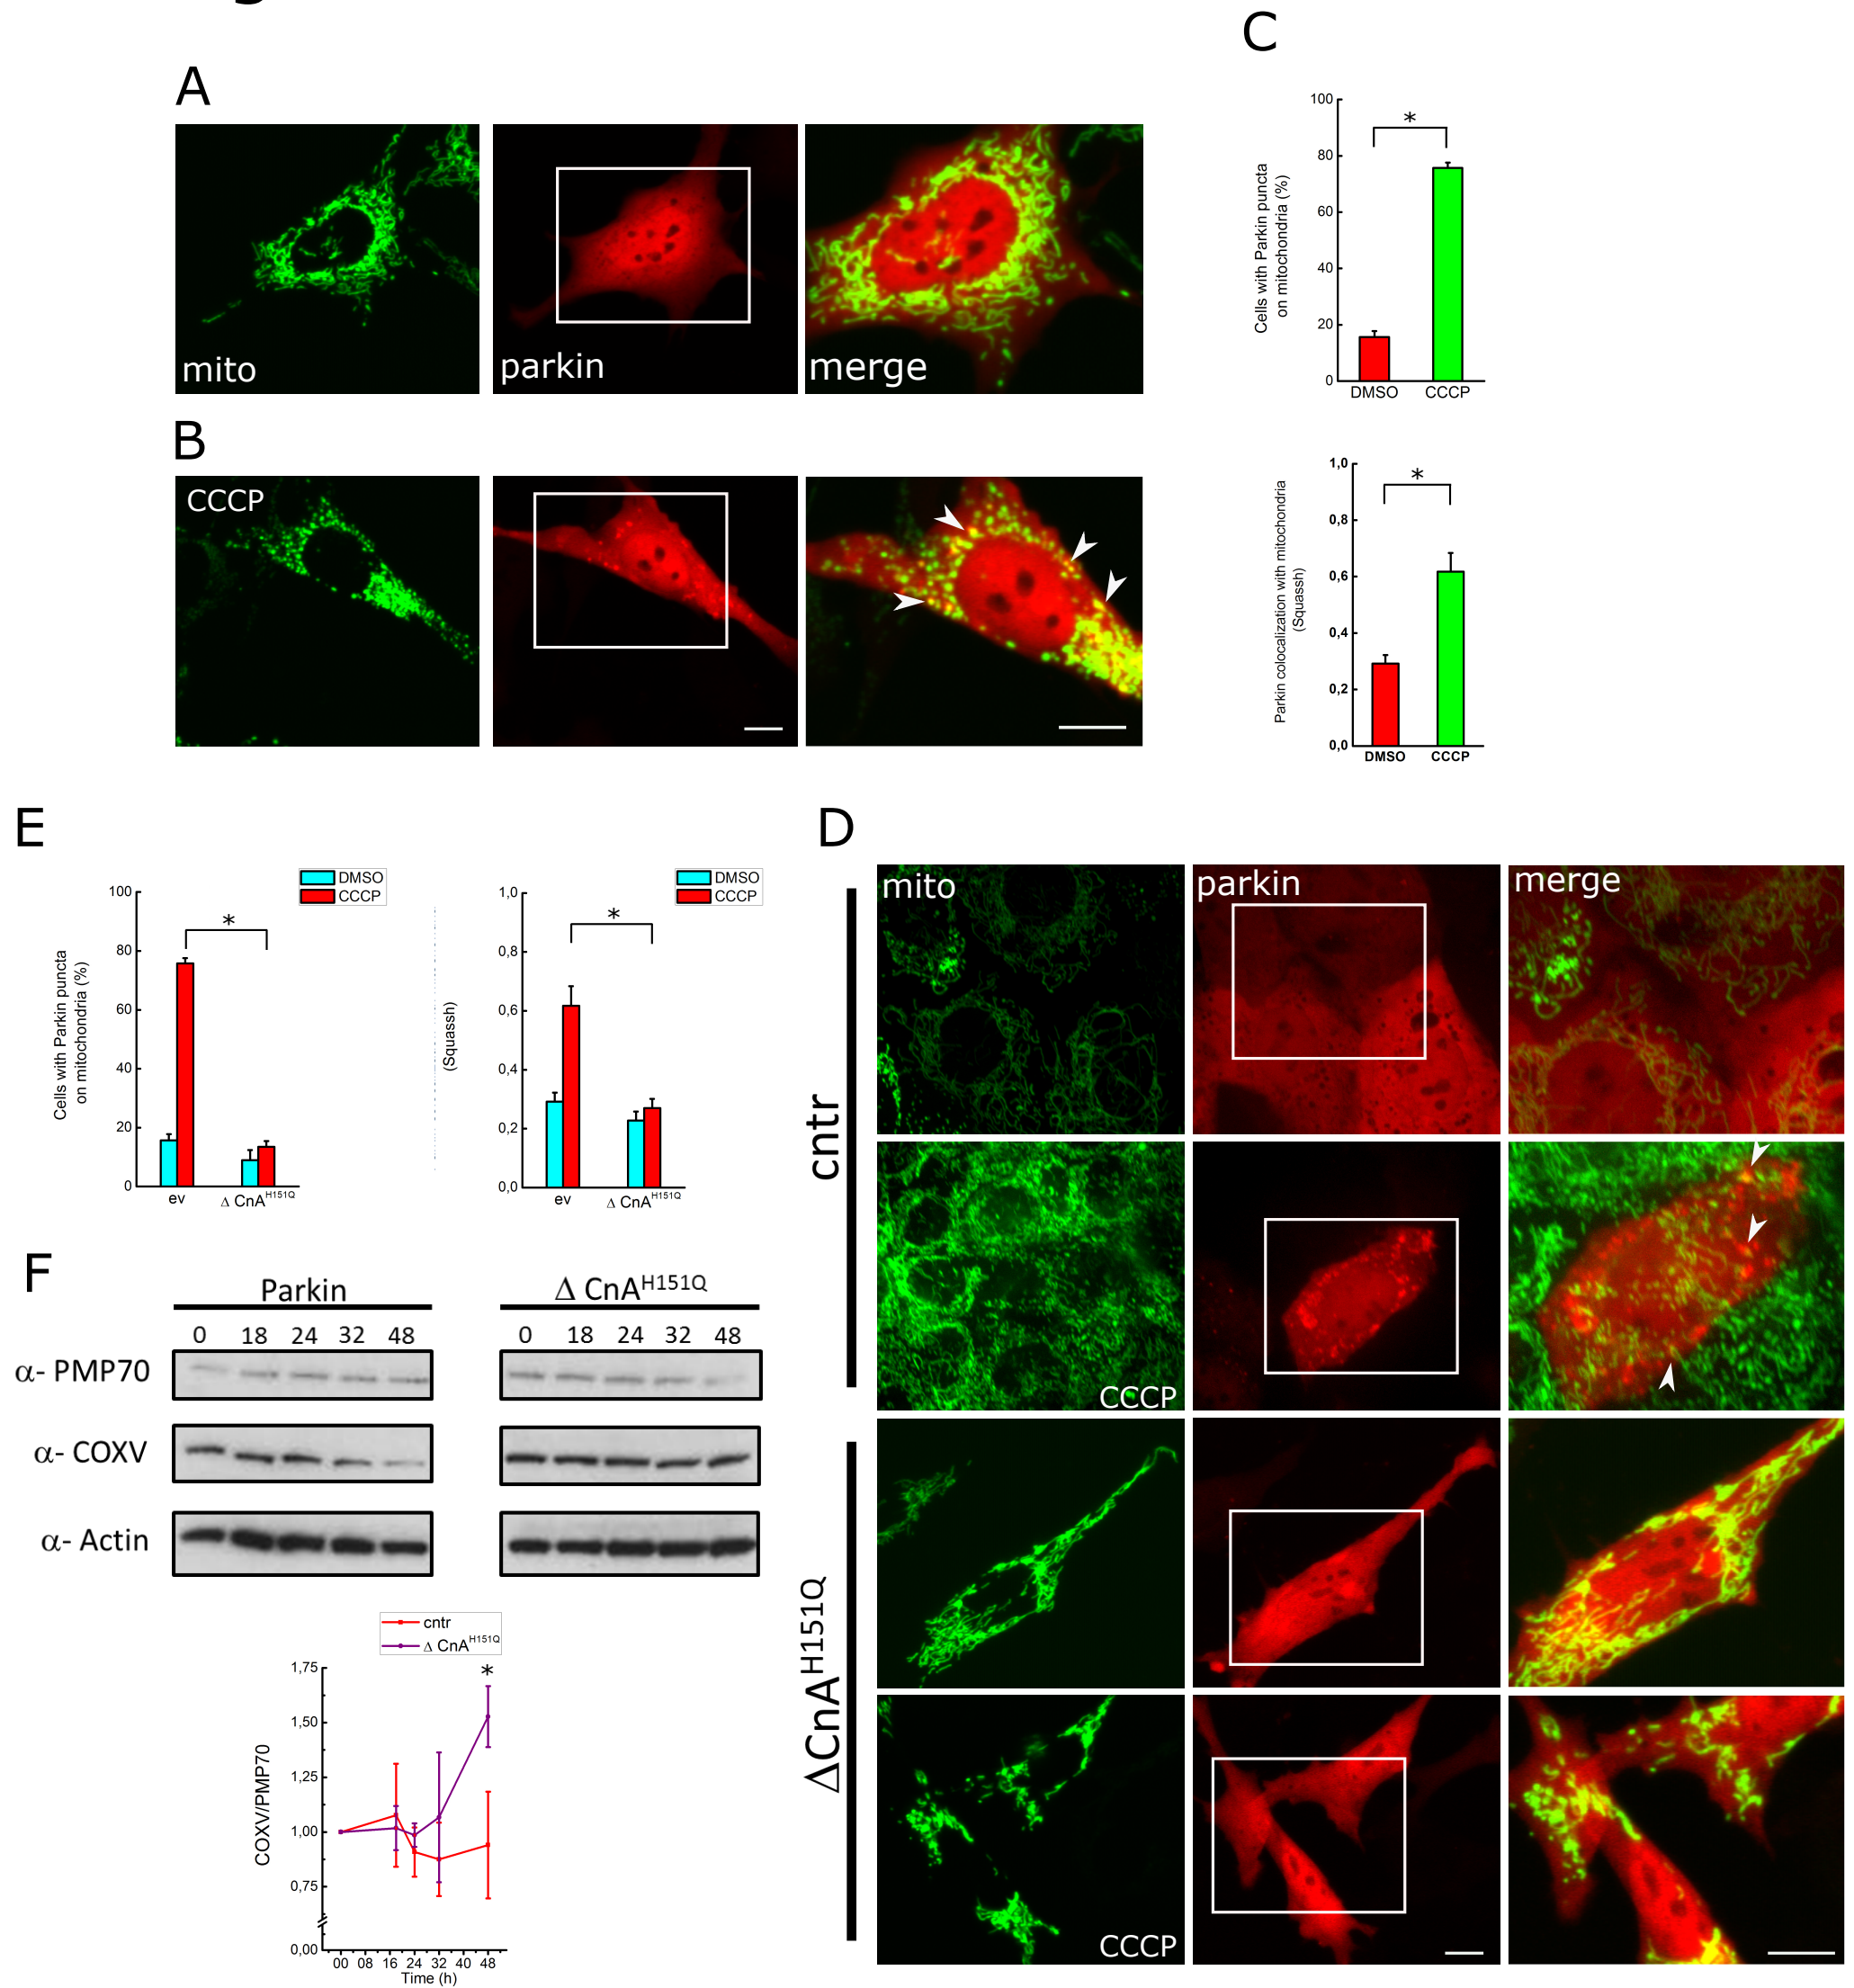 A
mito
parkin
merge
B
CCCP
C
100
80
60
40
20
0
Cells with Parkin puncta
on mitochondria (%)
*
DMSO
CCCP
1,0
0,8
0,6
0,4
0,2
0,0
Parkin colocalization with mitochondria
(Squassh)
*
DMSO
CCCP
E
DMSO
CCCP
100
80
60
40
20
0
Cells with Parkin puncta
on mitochondria (%)
*
ev
Δ CnA^H151Q
DMSO
CCCP
1,0
0,8
0,6
0,4
0,2
0,0
(Squassh)
*
ev
Δ CnA^H151Q
D
mito
parkin
merge
cntr
CCCP
ΔCnA^H151Q
CCCP
F
Parkin
Δ CnA^H151Q
0 18 24 32 48
0 18 24 32 48
α- PMP70
α- COXV
α- Actin
cntr
Δ CnA^H151Q
1,75
1,50
1,25
1,00
0,75
0,00
COXV/PMP70
*
00 08 16 24 32 40 48
Time (h)